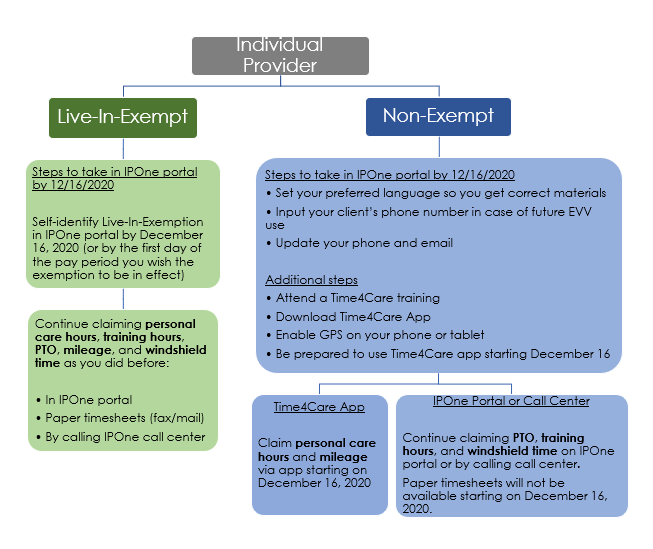 Individual
Provider
Live-In-Exempt
Non-Exempt
Steps to take in IPOne portal
by 12/16/2020
Self-identify Live-In-Exemption
in IPOne portal by December
16, 2020 (or by the first day of
the pay period you wish the
exemption to be in effect)
Continue claiming personal
care hours, training hours,
PTO, mileage, and windshield
time as you did before:
• In IPOne portal
• Paper timesheets (fax/mail)
• By calling IPOne call center
Steps to take in IPOne portal by 12/16/2020
• Set your preferred language so you get correct materials
• Input your client's phone number in case of future EVV
use
• Update your phone and email
Additional steps
• Attend a Time4Care training
• Download Time4Care App
• Enable GPS on your phone or tablet
• Be prepared to use Time4Care app starting December 16
Time4Care App
Claim personal care
hours and mileage
via app starting on
December 16, 2020
IPOne Portal or Call Center
Continue claiming PTO, training
hours, and windshield time on IPOne
portal or by calling call center.
Paper timesheets will not be
available starting on December 16,
2020.